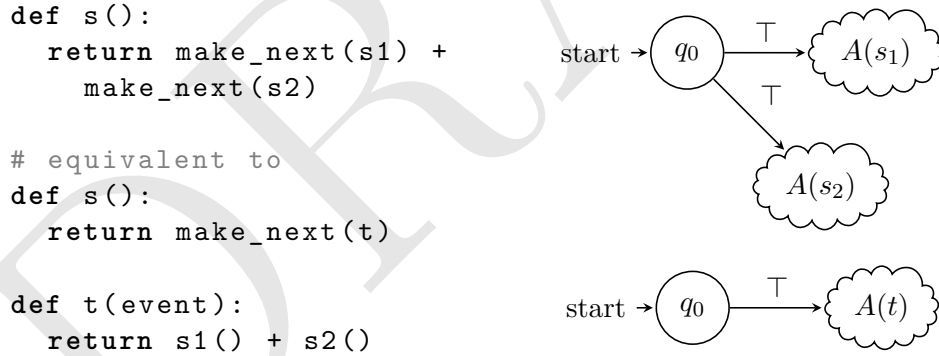 def s():
  return make_next(s1) +
    make_next(s2)
# equivalent to
def s():
  return make_next(t)
def t(event):
  return s1() + s2()
start q₀ ⊤ A(s₁)
⊤
A(s₂)
start q₀ ⊤ A(t)
DRA